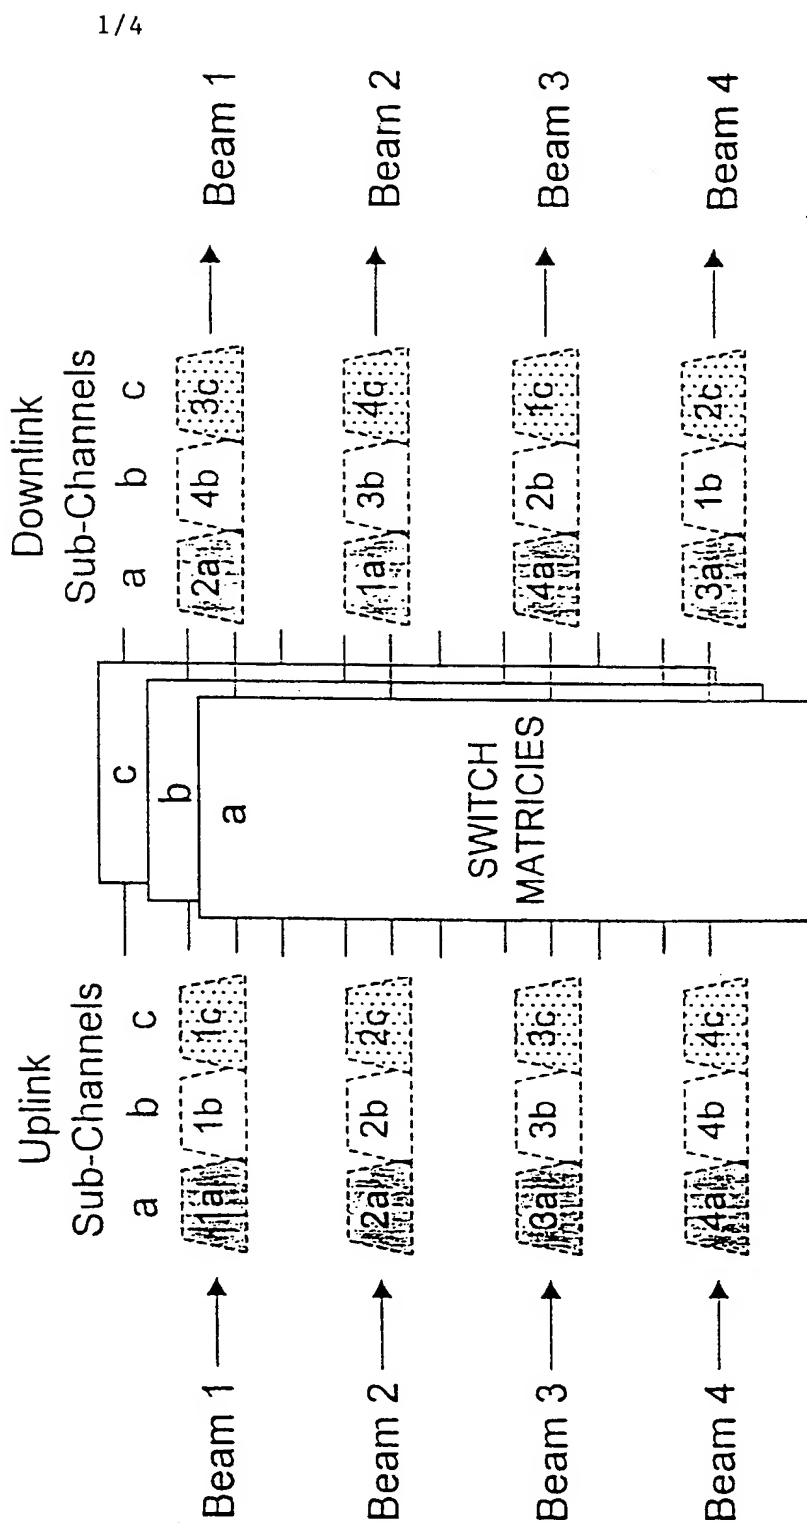 1/4
Uplink
Sub-Channels
a b c
Downlink
Sub-Channels
a b c
Beam 1
1a 1b 1c
2a 4b 3c
Beam 1
Beam 2
2a 2b 2c
1a 3b 4c
Beam 2
Beam 3
3a 3b 3c
4a 2b 1c
Beam 3
Beam 4
4a 4b 4c
3a 1b 2c
Beam 4
c
b
a
SWITCH
MATRICIES